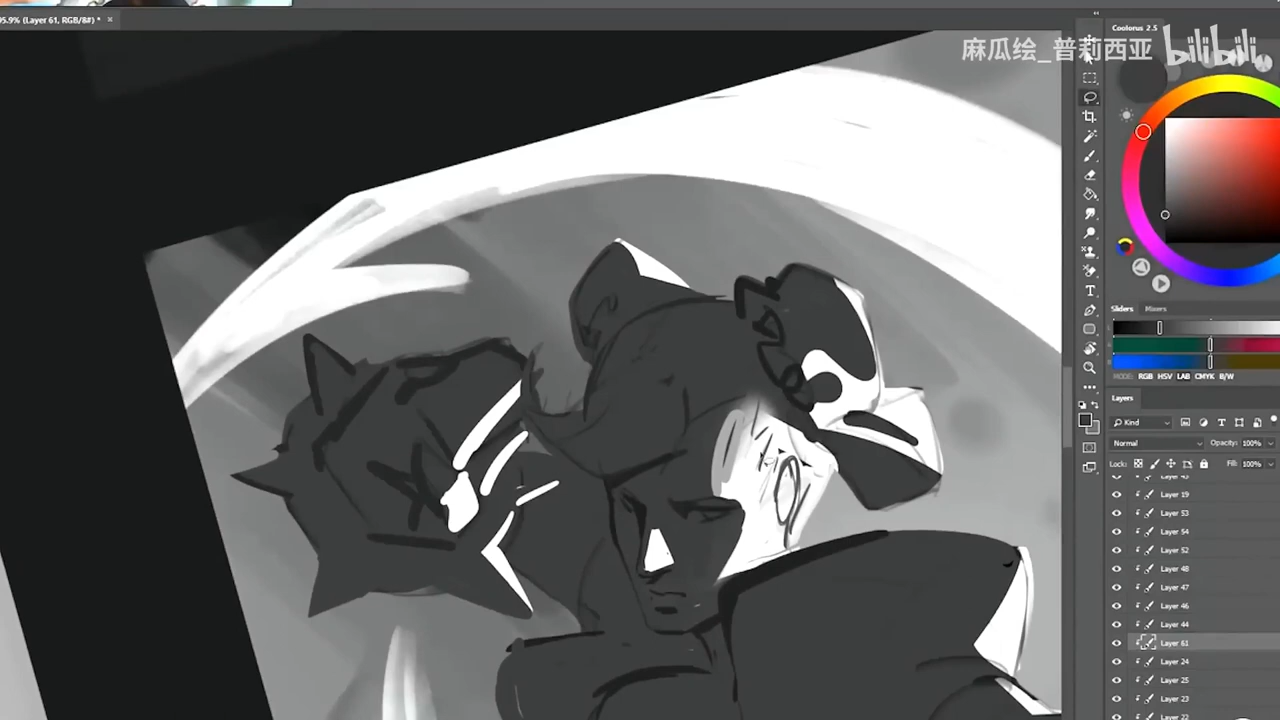 95.9% (Layer 61, RGB/8#) *
Coolorus 2.5
麻瓜绘_普莉西亚 bilibili
Sliders Mixers
MODE: RGB HSV LAB CMYK B/W
Layers
Kind
Normal Opacity: 100%
Lock: Fill: 100%
Layer 19
Layer 53
Layer 54
Layer 52
Layer 48
Layer 47
Layer 46
Layer 44
Layer 61
Layer 24
Layer 25
Layer 23
Layer 22